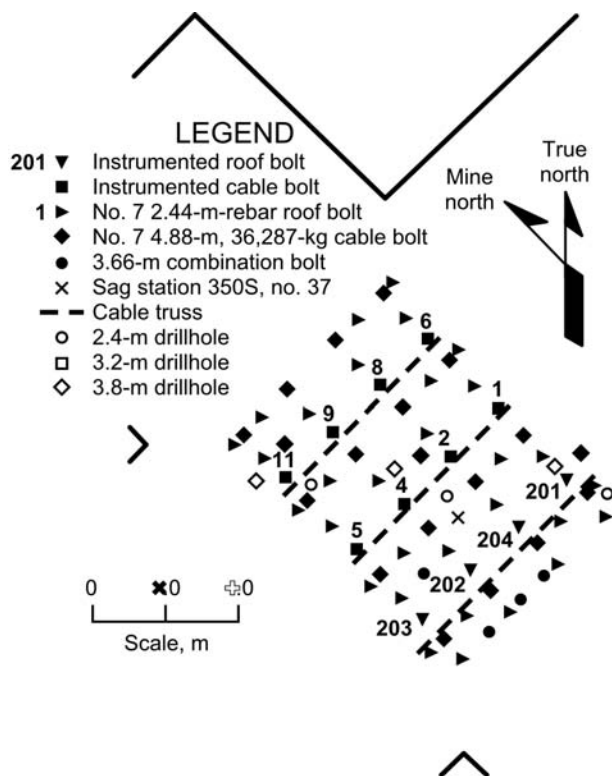 LEGEND
201 Instrumented roof bolt
Instrumented cable bolt
1 No. 7 2.44-m-rebar roof bolt
No. 7 4.88-m, 36,287-kg cable bolt
3.66-m combination bolt
Sag station 350S, no. 37
Cable truss
2.4-m drillhole
3.2-m drillhole
3.8-m drillhole
True
north
Mine
north
6
8
1
9
2
11
201
4
204
5
202
203
0 0 .0
Scale, m